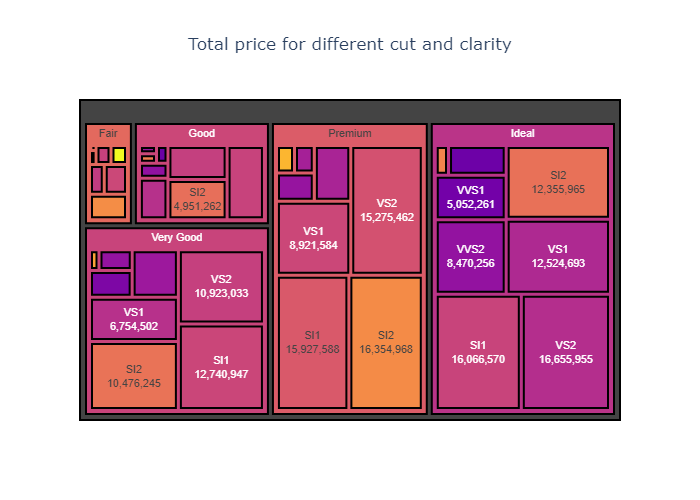 Total price for different cut and clarity
Fair
Good
SI2
4,951,262
Very Good
VS2
10,923,033
VS1
6,754,502
SI2
10,476,245
SI1
12,740,947
Premium
VS2
15,275,462
VS1
8,921,584
SI1
15,927,588
SI2
16,354,968
Ideal
SI2
12,355,965
VVS1
5,052,261
VVS2
8,470,256
VS1
12,524,693
SI1
16,066,570
VS2
16,655,955